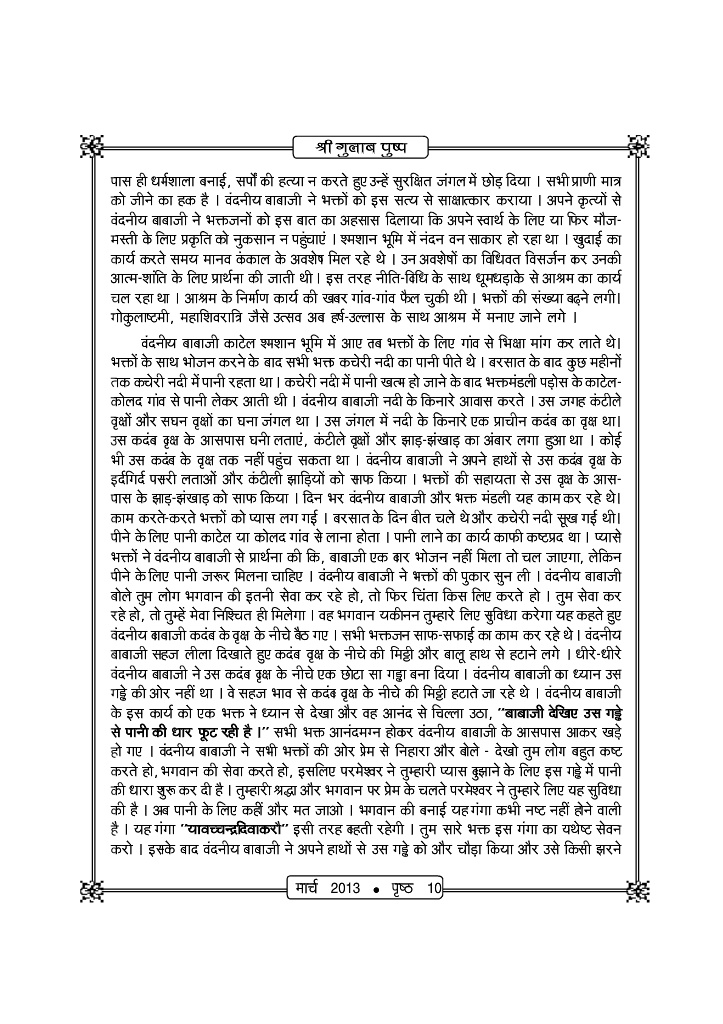 श्री गुलाब पुष्प
पास ही धर्मशाला बनाई, सर्पों की हत्या न करते हुए उन्हें सुरक्षित जंगल में छोड़ दिया । सभी प्राणी मात्र
को जीने का हक है । वंदनीय बाबाजी ने भक्तों को इस सत्य से साक्षात्कार कराया । अपने कृत्यों से
वंदनीय बाबाजी ने भक्तजनों को इस बात का अहसास दिलाया कि अपने स्वार्थ के लिए या फिर मौज-
मस्ती के लिए प्रकृति को नुकसान न पहुंचाएं । श्मशान भूमि में नंदन वन साकार हो रहा था । खुदाई का
कार्य करते समय मानव कंकाल के अवशेष मिल रहे थे । उन अवशेषों का विधिवत विसर्जन कर उनकी
आत्म-शांति के लिए प्रार्थना की जाती थी । इस तरह नीति-विधि के साथ धूमधड़ाके से आश्रम का कार्य
चल रहा था । आश्रम के निर्माण कार्य की खबर गांव-गांव फैल चुकी थी । भक्तों की संख्या बढ़ने लगी।
गोकुलाष्टमी, महाशिवरात्रि जैसे उत्सव अब हर्ष-उल्लास के साथ आश्रम में मनाए जाने लगे ।
वंदनीय बाबाजी काटेल श्मशान भूमि में आए तब भक्तों के लिए गांव से भिक्षा मांग कर लाते थे।
भक्तों के साथ भोजन करने के बाद सभी भक्त कचेरी नदी का पानी पीते थे । बरसात के बाद कुछ महीनों
तक कचेरी नदी में पानी रहता था । कचेरी नदी में पानी खत्म हो जाने के बाद भक्तमंडली पड़ोस के काटेल-
कोलद गांव से पानी लेकर आती थी । वंदनीय बाबाजी नदी के किनारे आवास करते । उस जगह कंटीले
वृक्षों और सघन वृक्षों का घना जंगल था । उस जंगल में नदी के किनारे एक प्राचीन कदंब का वृक्ष था।
उस कदंब वृक्ष के आसपास घनी लताएं, कंटीले वृक्षों और झाड़-झंखाड़ का अंबार लगा हुआ था । कोई
भी उस कदंब के वृक्ष तक नहीं पहुंच सकता था । वंदनीय बाबाजी ने अपने हाथों से उस कदंब वृक्ष के
इर्दगिर्द पसरी लताओं और कंटीली झाड़ियों को साफ किया । भक्तों की सहायता से उस वृक्ष के आस-
पास के झाड़-झंखाड़ को साफ किया । दिन भर वंदनीय बाबाजी और भक्त मंडली यह काम कर रहे थे।
काम करते-करते भक्तों को प्यास लग गई । बरसात के दिन बीत चले थे और कचेरी नदी सूख गई थी।
पीने के लिए पानी काटेल या कोलद गांव से लाना होता । पानी लाने का कार्य काफी कष्टप्रद था । प्यासे
भक्तों ने वंदनीय बाबाजी से प्रार्थना की कि, बाबाजी एक बार भोजन नहीं मिला तो चल जाएगा, लेकिन
पीने के लिए पानी जरूर मिलना चाहिए । वंदनीय बाबाजी ने भक्तों की पुकार सुन ली । वंदनीय बाबाजी
बोले तुम लोग भगवान की इतनी सेवा कर रहे हो, तो फिर चिंता किस लिए करते हो । तुम सेवा कर
रहे हो, तो तुम्हें मेवा निश्चित ही मिलेगा । वह भगवान यकीनन तुम्हारे लिए सुविधा करेगा यह कहते हुए
वंदनीय बाबाजी कदंब के वृक्ष के नीचे बैठ गए । सभी भक्तजन साफ-सफाई का काम कर रहे थे । वंदनीय
बाबाजी सहज लीला दिखाते हुए कदंब वृक्ष के नीचे की मिट्टी और बालू हाथ से हटाने लगे । धीरे-धीरे
वंदनीय बाबाजी ने उस कदंब वृक्ष के नीचे एक छोटा सा गड्ढा बना दिया । वंदनीय बाबाजी का ध्यान उस
गड्ढे की ओर नहीं था । वे सहज भाव से कदंब वृक्ष के नीचे की मिट्टी हटाते जा रहे थे । वंदनीय बाबाजी
के इस कार्य को एक भक्त ने ध्यान से देखा और वह आनंद से चिल्ला उठा, "बाबाजी देखिए उस गड्ढे
से पानी की धार फूट रही है ।" सभी भक्त आनंदमग्न होकर वंदनीय बाबाजी के आसपास आकर खड़े
हो गए । वंदनीय बाबाजी ने सभी भक्तों की ओर प्रेम से निहारा और बोले - देखो तुम लोग बहुत कष्ट
करते हो, भगवान की सेवा करते हो, इसलिए परमेश्वर ने तुम्हारी प्यास बुझाने के लिए इस गड्ढे में पानी
की धारा शुरू कर दी है । तुम्हारी श्रद्धा और भगवान पर प्रेम के चलते परमेश्वर ने तुम्हारे लिए यह सुविधा
की है । अब पानी के लिए कहीं और मत जाओ । भगवान की बनाई यह गंगा कभी नष्ट नहीं होने वाली
है । यह गंगा "यावच्चन्द्रदिवाकरौ" इसी तरह बहती रहेगी । तुम सारे भक्त इस गंगा का यथेष्ट सेवन
करो । इसके बाद वंदनीय बाबाजी ने अपने हाथों से उस गड्ढे को और चौड़ा किया और उसे किसी झरने
मार्च 2013 ● पृष्ठ 10